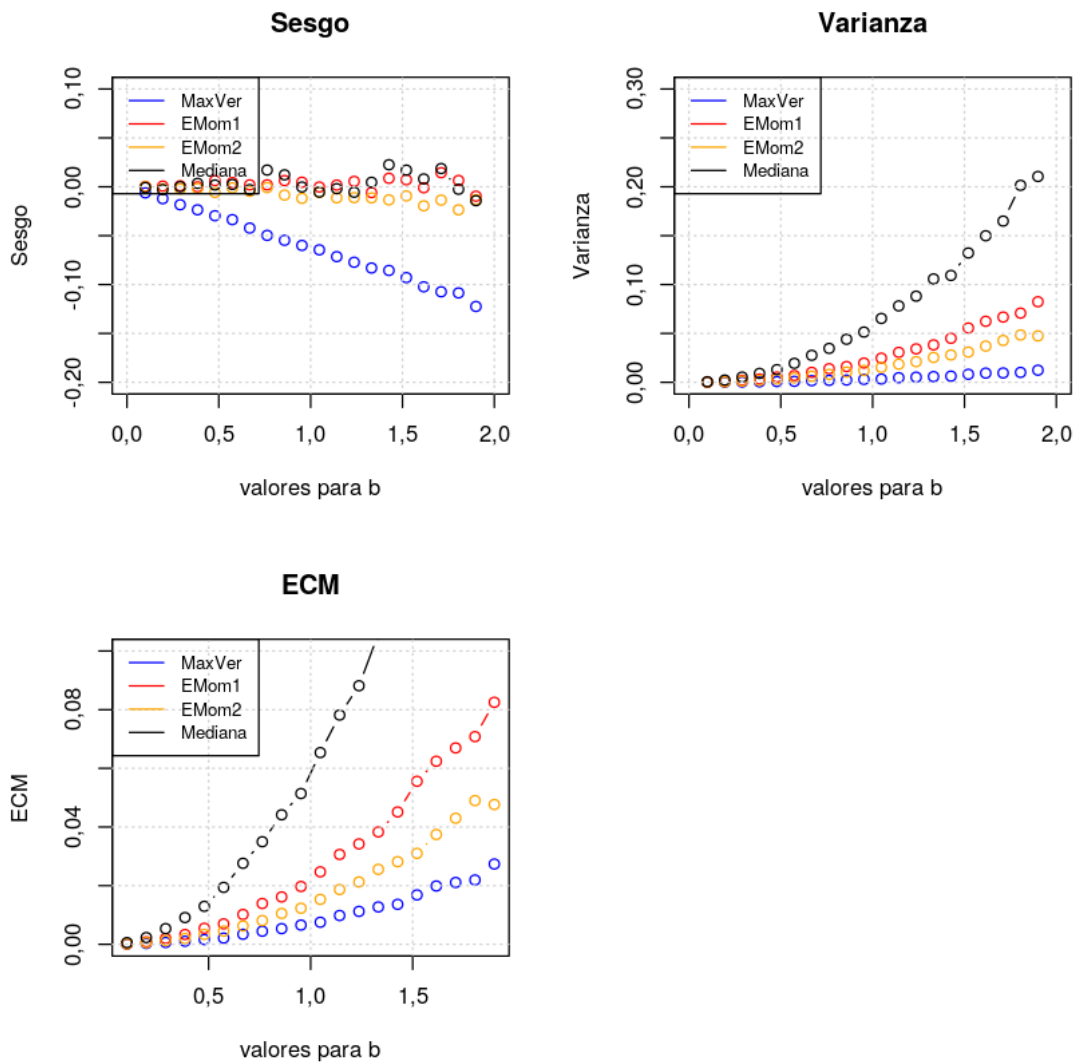 Sesgo
MaxVer
EMom1
EMom2
Mediana
0,10
0,00
-0,10
-0,20
Sesgo
0,0 0,5 1,0 1,5 2,0
valores para b
Varianza
MaxVer
EMom1
EMom2
Mediana
0,30
0,20
0,10
0,00
Varianza
0,0 0,5 1,0 1,5 2,0
valores para b
ECM
MaxVer
EMom1
EMom2
Mediana
0,08
0,04
0,00
ECM
0,5 1,0 1,5
valores para b